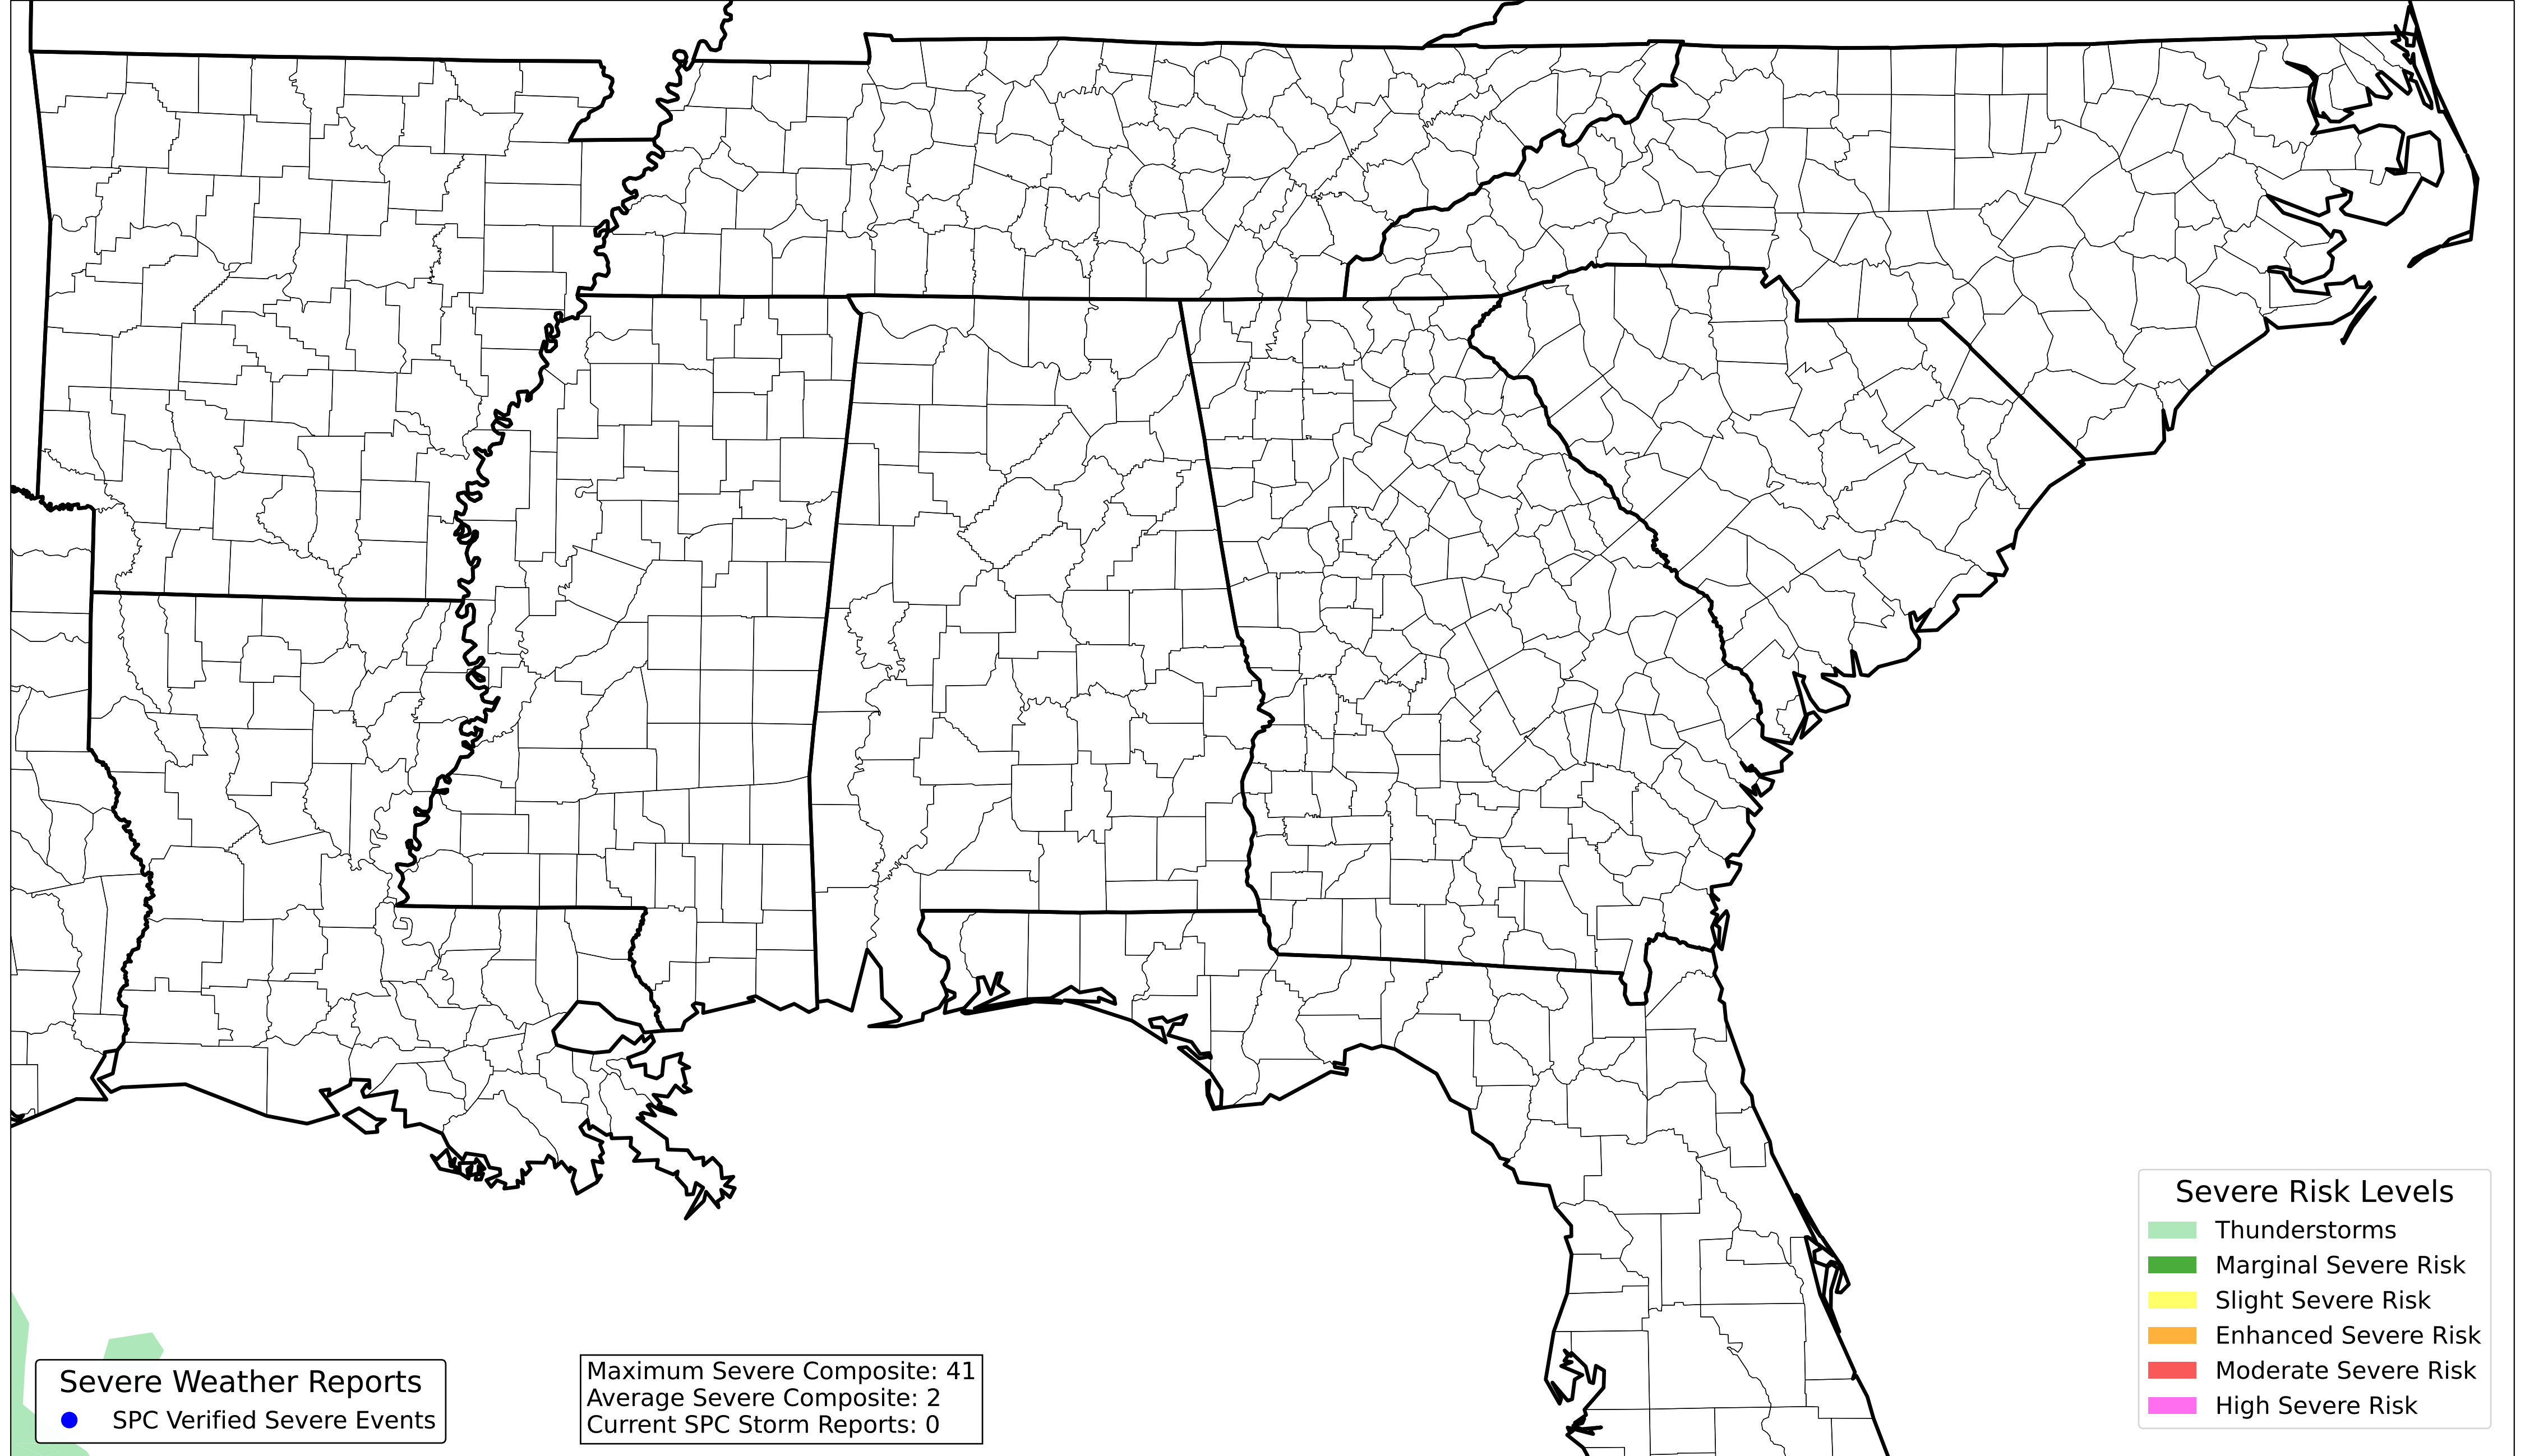 Severe Risk Levels
Thunderstorms
Marginal Severe Risk
Slight Severe Risk
Enhanced Severe Risk
Moderate Severe Risk
High Severe Risk
Severe Weather Reports
SPC Verified Severe Events
Maximum Severe Composite: 41
Average Severe Composite: 2
Current SPC Storm Reports: 0